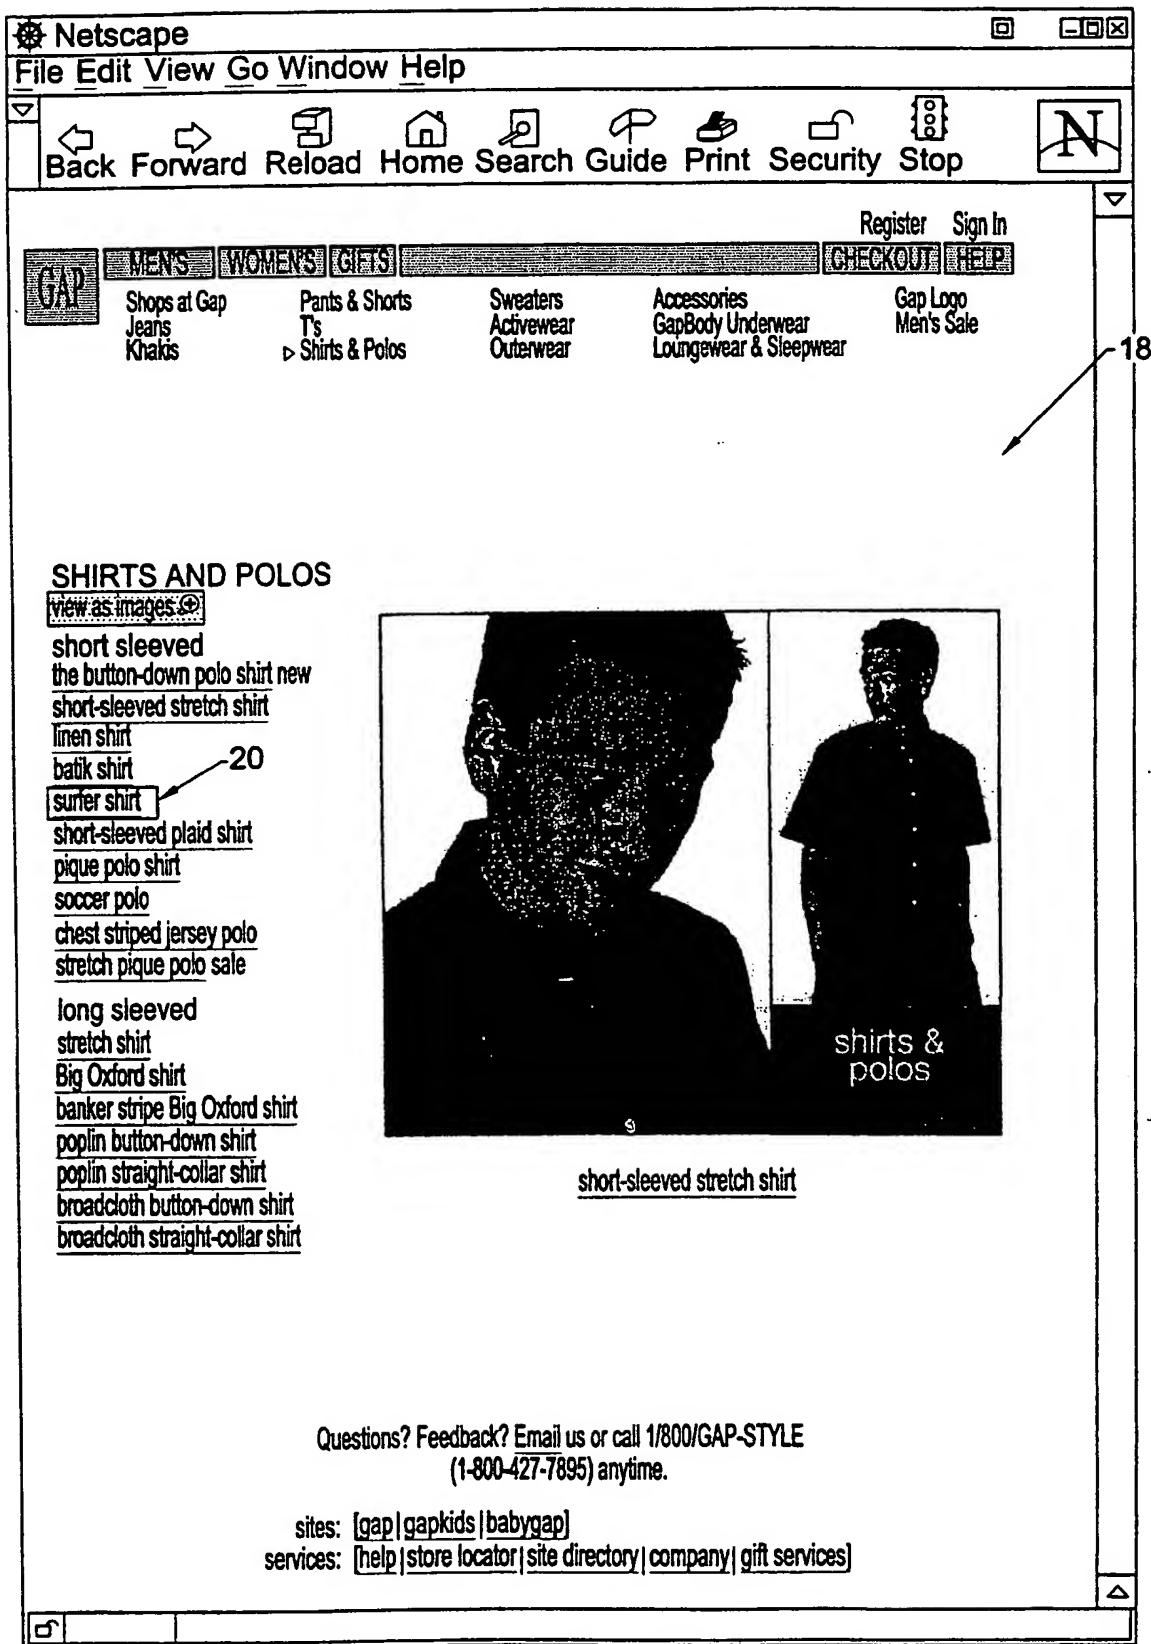 Netscape
File Edit View Go Window Help
Back Forward Reload Home Search Guide Print Security Stop
N
Register Sign In
GAP MEN'S WOMEN'S GIFTS CHECKOUT HELP
Shops at Gap Pants & Shorts Sweaters Accessories Gap Logo
Jeans T's Activewear GapBody Underwear Men's Sale
Khakis ▷ Shirts & Polos Outerwear Loungewear & Sleepwear
18
SHIRTS AND POLOS
view as images
short sleeved
the button-down polo shirt new
short-sleeved stretch shirt
linen shirt
batik shirt
20
surfer shirt
short-sleeved plaid shirt
pique polo shirt
soccer polo
chest striped jersey polo
stretch pique polo sale
long sleeved
stretch shirt
Big Oxford shirt
banker stripe Big Oxford shirt
poplin button-down shirt
poplin straight-collar shirt
broadcloth button-down shirt
broadcloth straight-collar shirt
shirts &
polos
short-sleeved stretch shirt
Questions? Feedback? Email us or call 1/800/GAP-STYLE
(1-800-427-7895) anytime.
sites: [gap | gapkids | babygap]
services: [help | store locator | site directory | company | gift services]